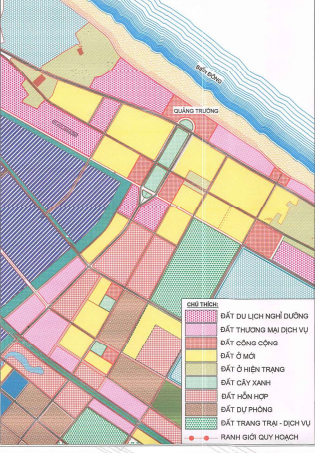 BIỂN ĐÔNG
QUẢNG TRƯỜNG
CHÚ THÍCH:
ĐẤT DU LỊCH NGHỈ DƯỠNG
ĐẤT THƯƠNG MẠI DỊCH VỤ
ĐẤT CÔNG CỘNG
ĐẤT Ở MỚI
ĐẤT Ở HIỆN TRẠNG
ĐẤT CÂY XANH
ĐẤT HỖN HỢP
ĐẤT DỰ PHÒNG
ĐẤT TRANG TRẠI - DỊCH VỤ
RANH GIỚI QUY HOẠCH